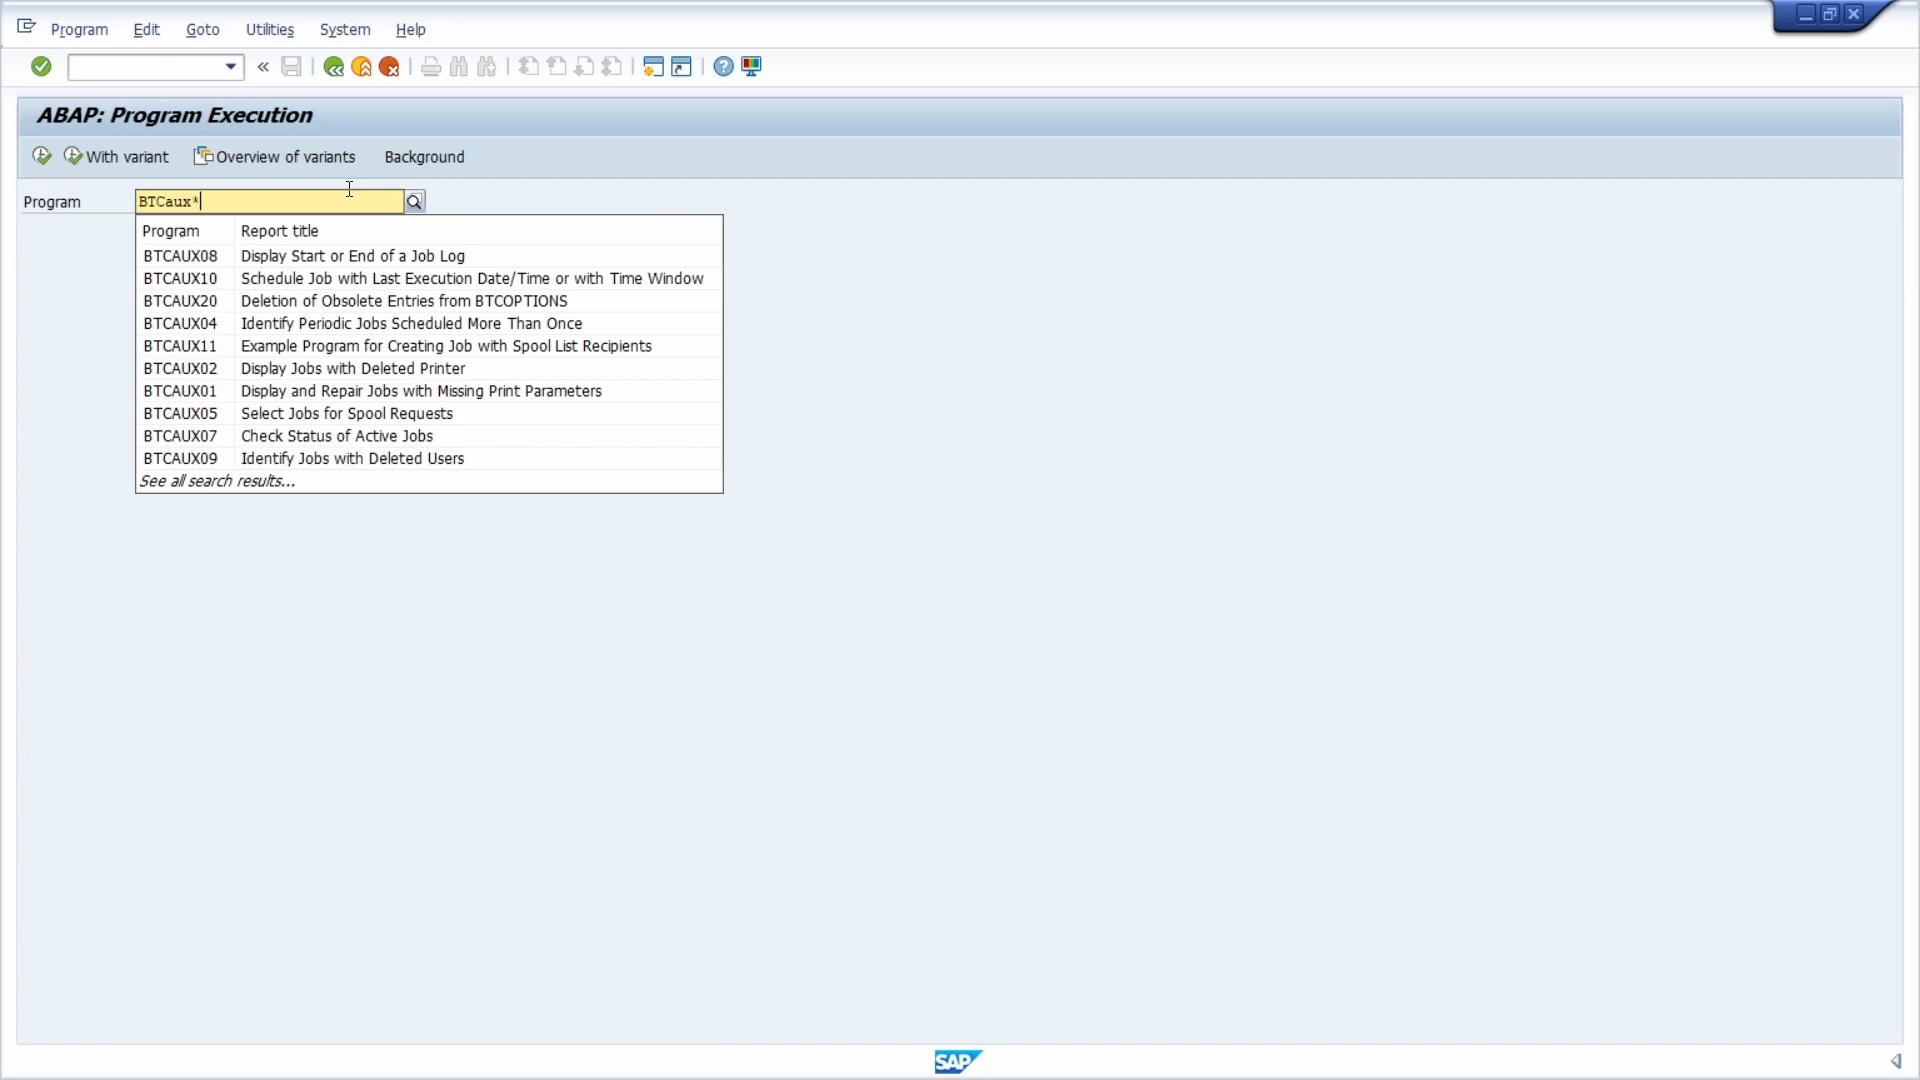 Program Edit Goto Utilities System Help
ABAP: Program Execution
With variant Overview of variants Background
Program BTCaux*
Program Report title
BTCAUX08 Display Start or End of a Job Log
BTCAUX10 Schedule Job with Last Execution Date/Time or with Time Window
BTCAUX20 Deletion of Obsolete Entries from BTCOPTIONS
BTCAUX04 Identify Periodic Jobs Scheduled More Than Once
BTCAUX11 Example Program for Creating Job with Spool List Recipients
BTCAUX02 Display Jobs with Deleted Printer
BTCAUX01 Display and Repair Jobs with Missing Print Parameters
BTCAUX05 Select Jobs for Spool Requests
BTCAUX07 Check Status of Active Jobs
BTCAUX09 Identify Jobs with Deleted Users
See all search results...
SAP